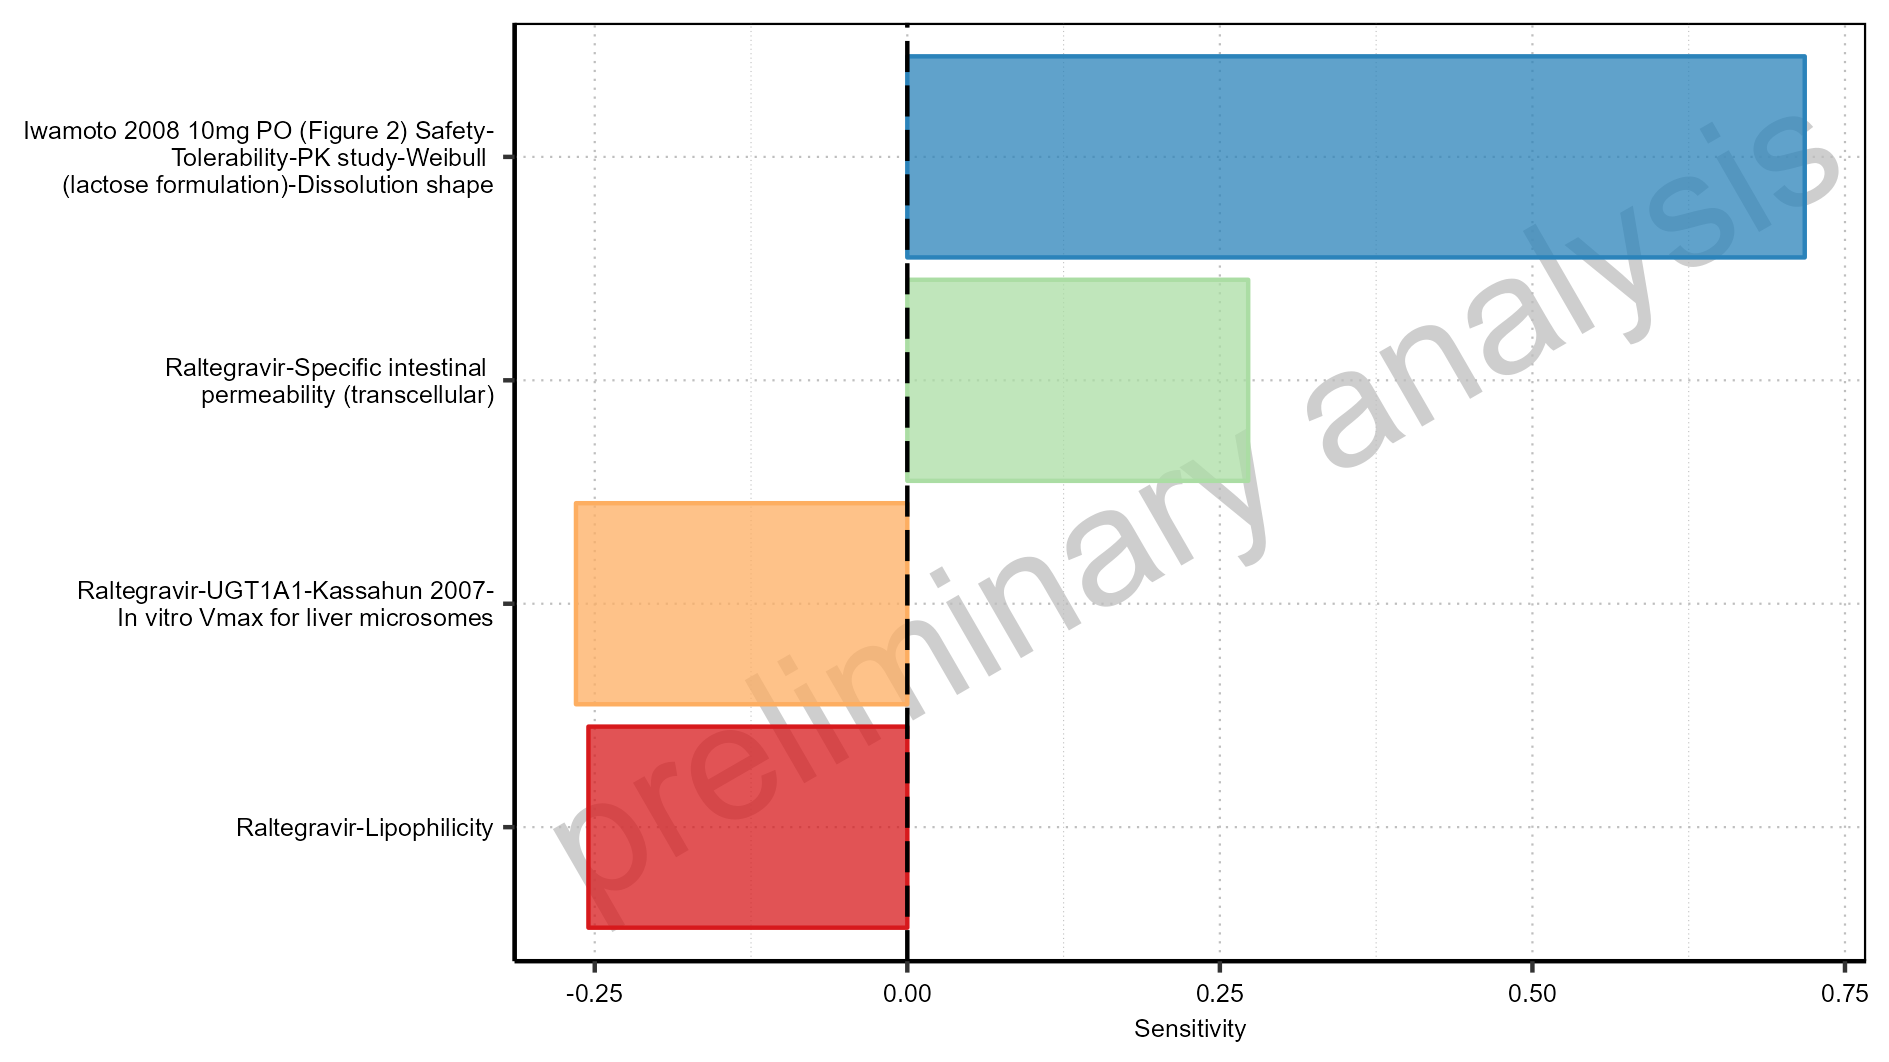 Iwamoto 2008 10mg PO (Figure 2) Safety-
Tolerability-PK study-Weibull
(lactose formulation)-Dissolution shape
Raltegravir-Specific intestinal
permeability (transcellular)
Raltegravir-UGT1A1-Kassahun 2007-
In vitro Vmax for liver microsomes
Raltegravir-Lipophilicity
preliminary analysis
-0.25 0.00 0.25 0.50 0.75
Sensitivity